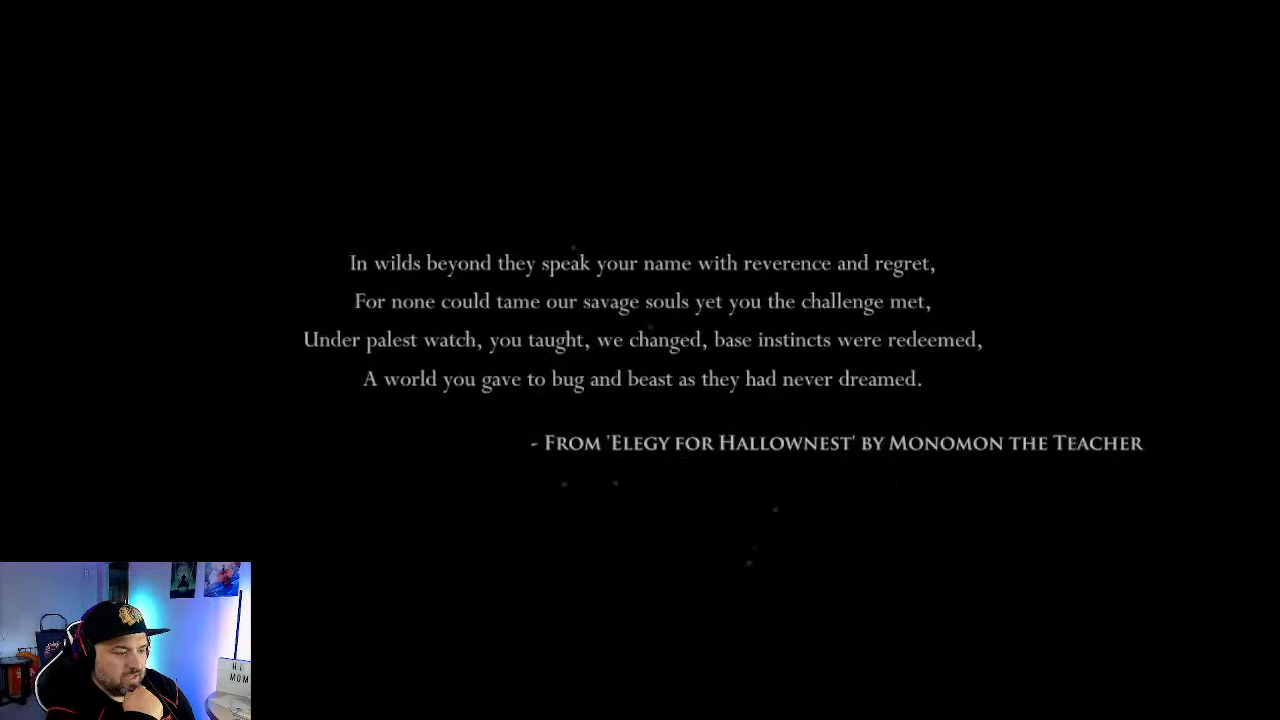 In wilds beyond they speak your name with reverence and regret,
For none could tame our savage souls yet you the challenge met,
Under palest watch, you taught, we changed, base instincts were redeemed,
A world you gave to bug and beast as they had never dreamed.
- From 'Elegy for Hallownest' by Monomon the Teacher
HI
MOM